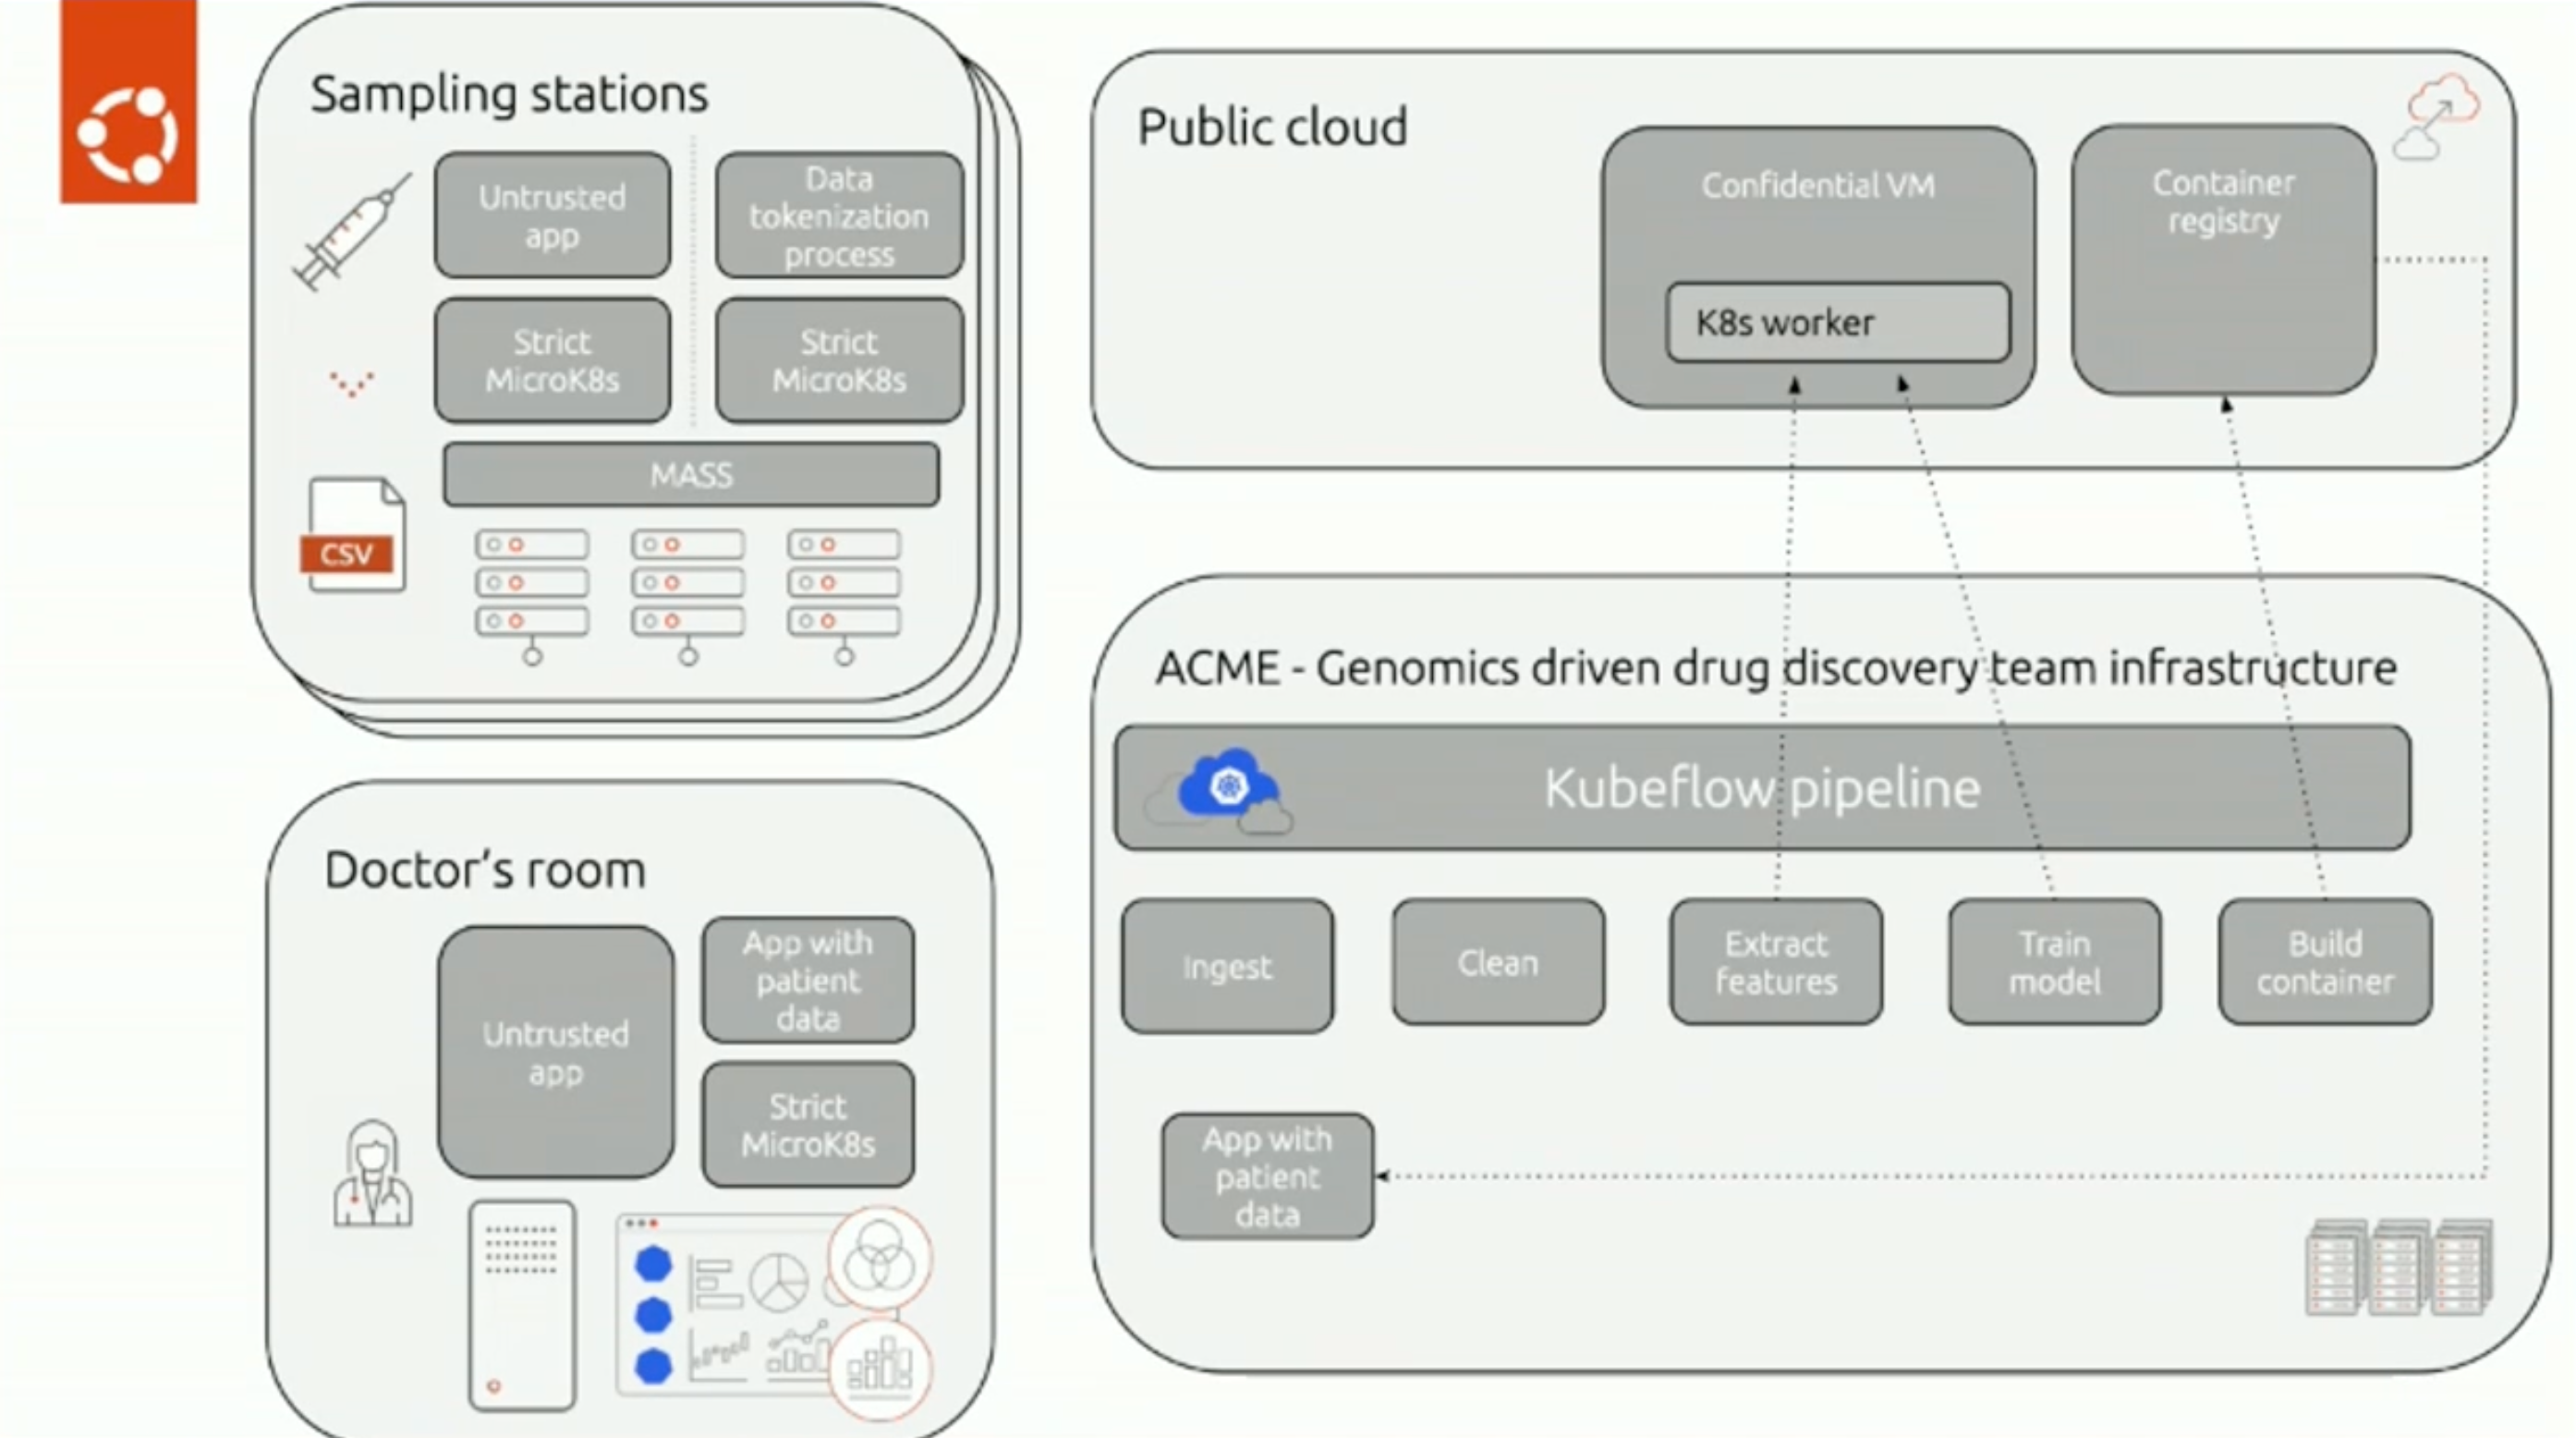 Sampling stations
Untrusted
app
Data
tokenization
process
Strict
MicroK8s
Strict
MicroK8s
MASS
CSV
Doctor's room
Untrusted
app
App with
patient
data
Strict
MicroK8s
Public cloud
Confidential VM
K8s worker
Container
registry
ACME - Genomics driven drug discovery team infrastructure
Kubeflow pipeline
Ingest
Clean
Extract
features
Train
model
Build
container
App with
patient
data